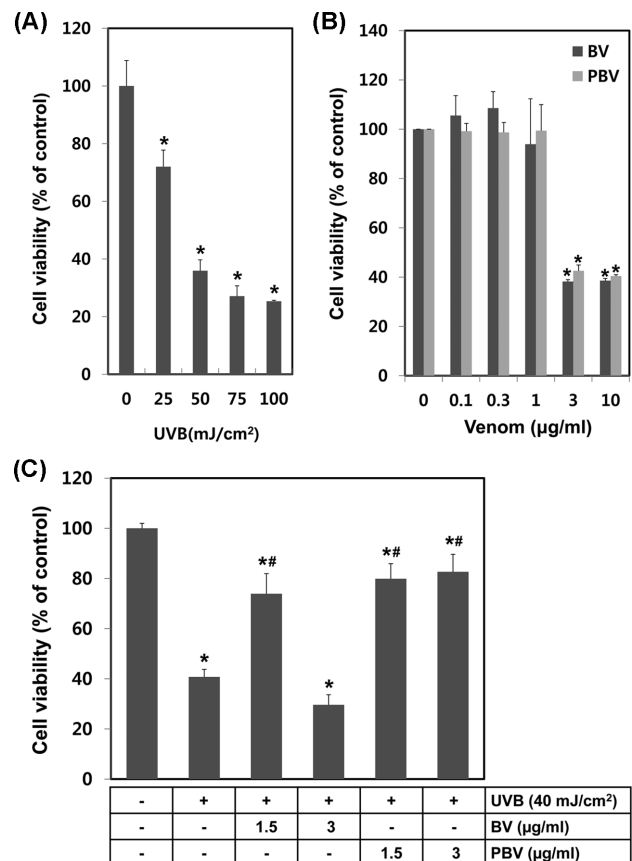 (A)
120
100
80
60
40
20
0
Cell viability (% of control)
*
*
*
*
0 25 50 75 100
UVB(mJ/cm²)
(B)
140
120
100
80
60
40
20
0
Cell viability (% of control)
BV
PBV
* *
* *
0 0.1 0.3 1 3 10
Venom (µg/ml)
(C)
120
100
80
60
40
20
0
Cell viability (% of control)
*
*#
*
*#
*#
- + + + + + UVB (40 mJ/cm²)
- - 1.5 3 - - BV (µg/ml)
- - - - 1.5 3 PBV (µg/ml)